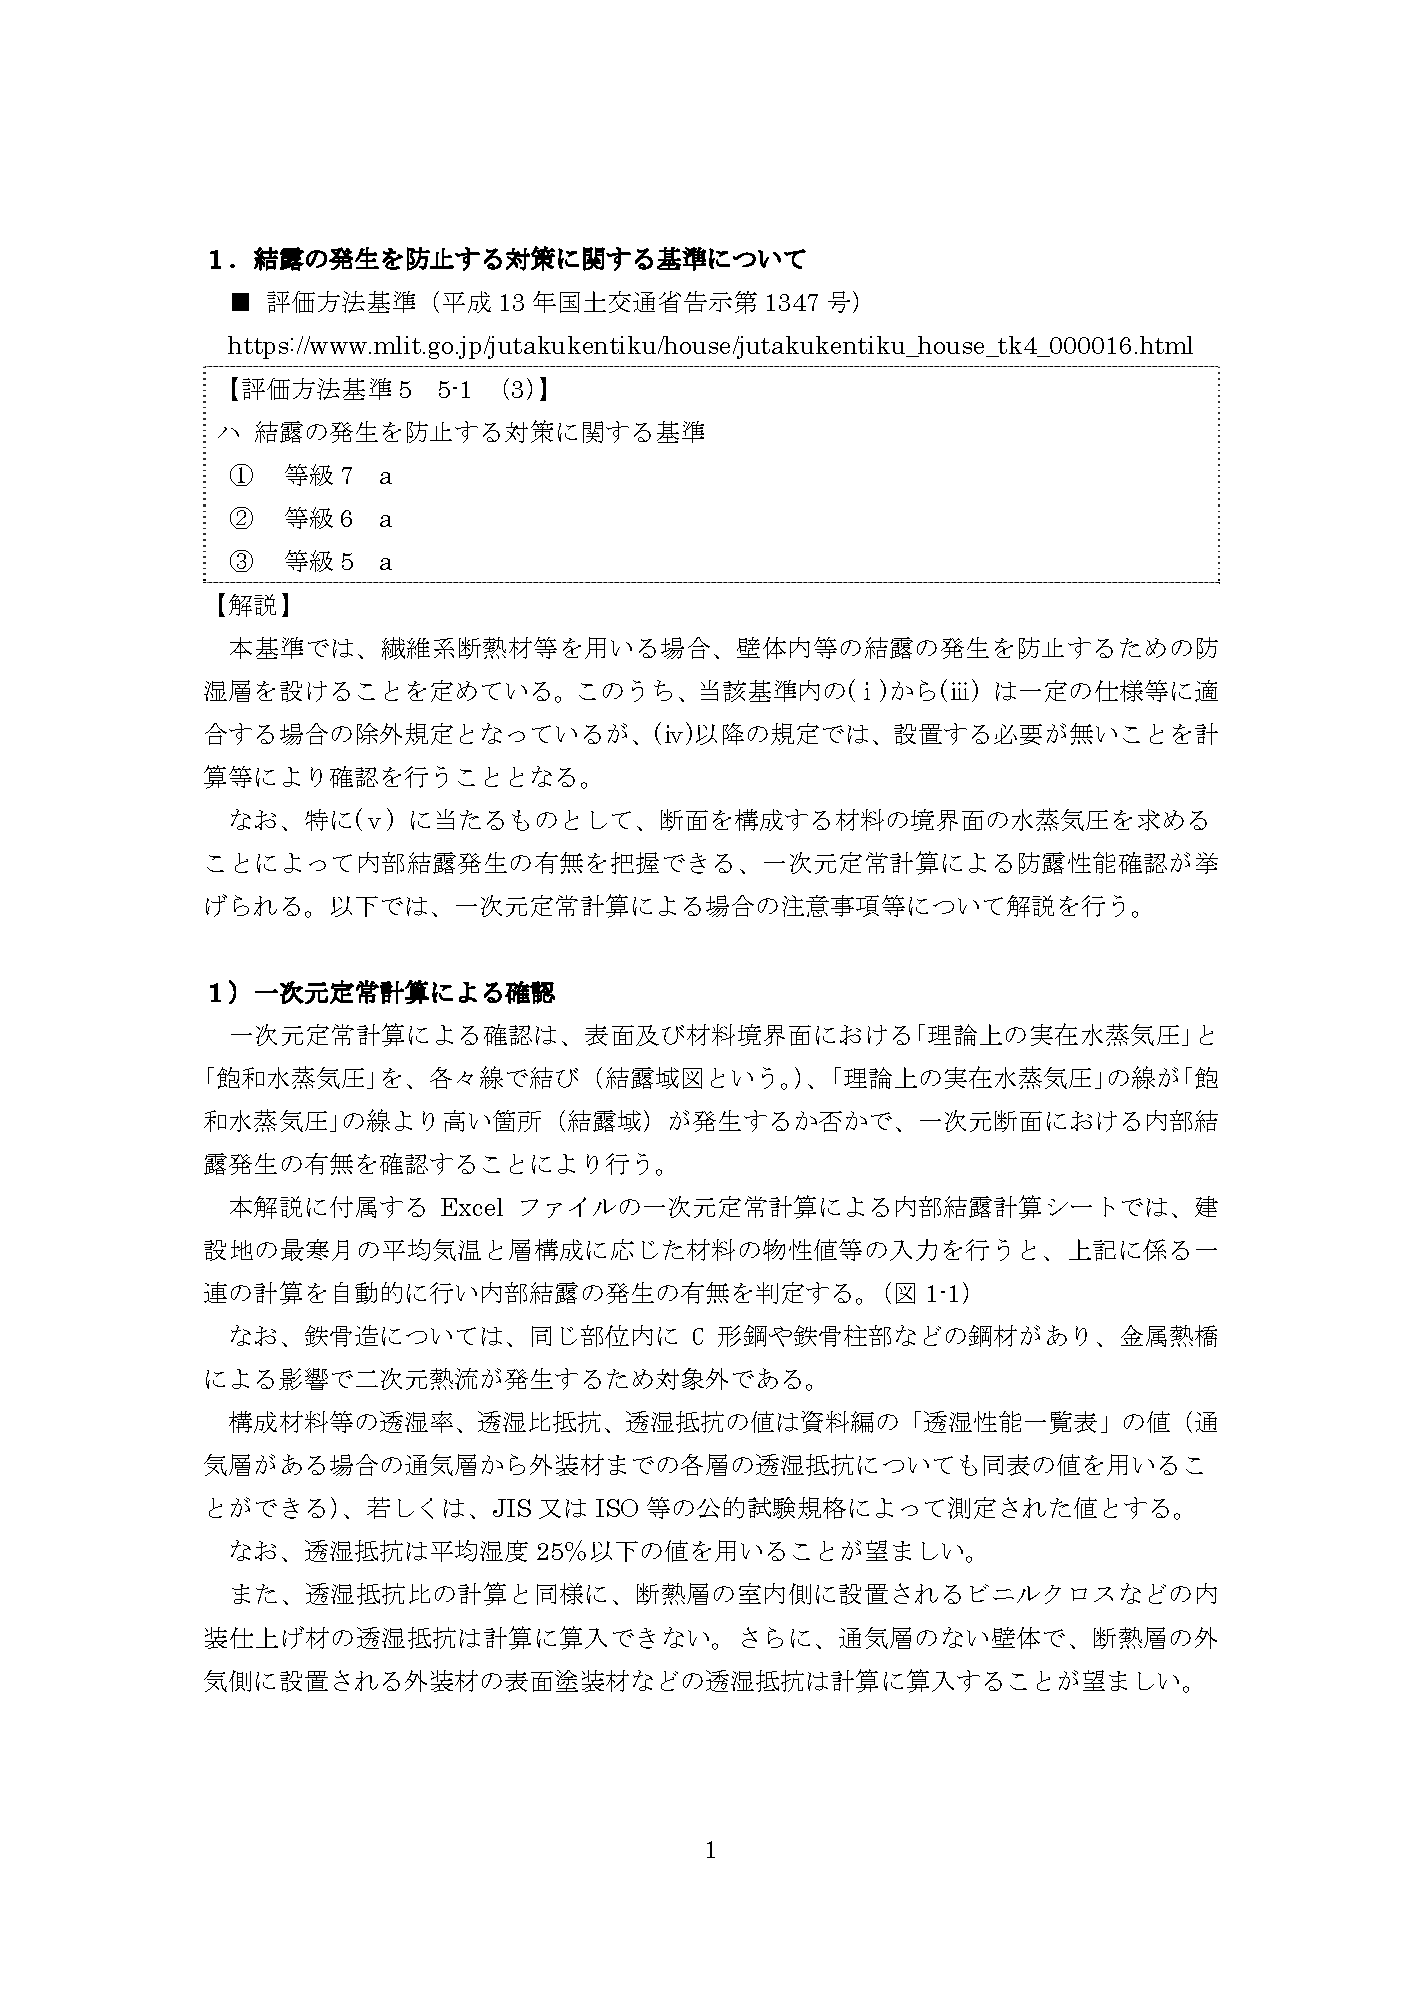 １．結露の発生を防止する対策に関する基準について
■ 評価方法基準（平成 13 年国土交通省告示第 1347 号）
https://www.mlit.go.jp/jutakukentiku/house/jutakukentiku_house_tk4_000016.html
【評価方法基準５　5-1　（3）】
ハ 結露の発生を防止する対策に関する基準
①　等級７　a
②　等級６　a
③　等級５　a
【解説】
本基準では、繊維系断熱材等を用いる場合、壁体内等の結露の発生を防止するための防
湿層を設けることを定めている。このうち、当該基準内の(ⅰ)から(ⅲ) は一定の仕様等に適
合する場合の除外規定となっているが、(ⅳ)以降の規定では、設置する必要が無いことを計
算等により確認を行うこととなる。
なお、特に(ⅴ) に当たるものとして、断面を構成する材料の境界面の水蒸気圧を求める
ことによって内部結露発生の有無を把握できる、一次元定常計算による防露性能確認が挙
げられる。以下では、一次元定常計算による場合の注意事項等について解説を行う。
１）一次元定常計算による確認
一次元定常計算による確認は、表面及び材料境界面における「理論上の実在水蒸気圧」と
「飽和水蒸気圧」を、各々線で結び（結露域図という。）、「理論上の実在水蒸気圧」の線が「飽
和水蒸気圧」の線より高い箇所（結露域）が発生するか否かで、一次元断面における内部結
露発生の有無を確認することにより行う。
本解説に付属する Excel ファイルの一次元定常計算による内部結露計算シートでは、建
設地の最寒月の平均気温と層構成に応じた材料の物性値等の入力を行うと、上記に係る一
連の計算を自動的に行い内部結露の発生の有無を判定する。（図 1-1）
なお、鉄骨造については、同じ部位内に C 形鋼や鉄骨柱部などの鋼材があり、金属熱橋
による影響で二次元熱流が発生するため対象外である。
構成材料等の透湿率、透湿比抵抗、透湿抵抗の値は資料編の「透湿性能一覧表」の値（通
気層がある場合の通気層から外装材までの各層の透湿抵抗についても同表の値を用いるこ
とができる）、若しくは、JIS 又は ISO 等の公的試験規格によって測定された値とする。
なお、透湿抵抗は平均湿度 25％以下の値を用いることが望ましい。
また、透湿抵抗比の計算と同様に、断熱層の室内側に設置されるビニルクロスなどの内
装仕上げ材の透湿抵抗は計算に算入できない。さらに、通気層のない壁体で、断熱層の外
気側に設置される外装材の表面塗装材などの透湿抵抗は計算に算入することが望ましい。
1